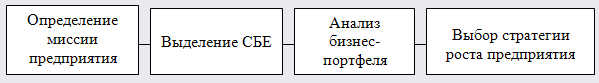 Определение
миссии
предприятия
Выделение СБЕ
Анализ
бизнес-
портфеля
Выбор стратегии
роста предприятия